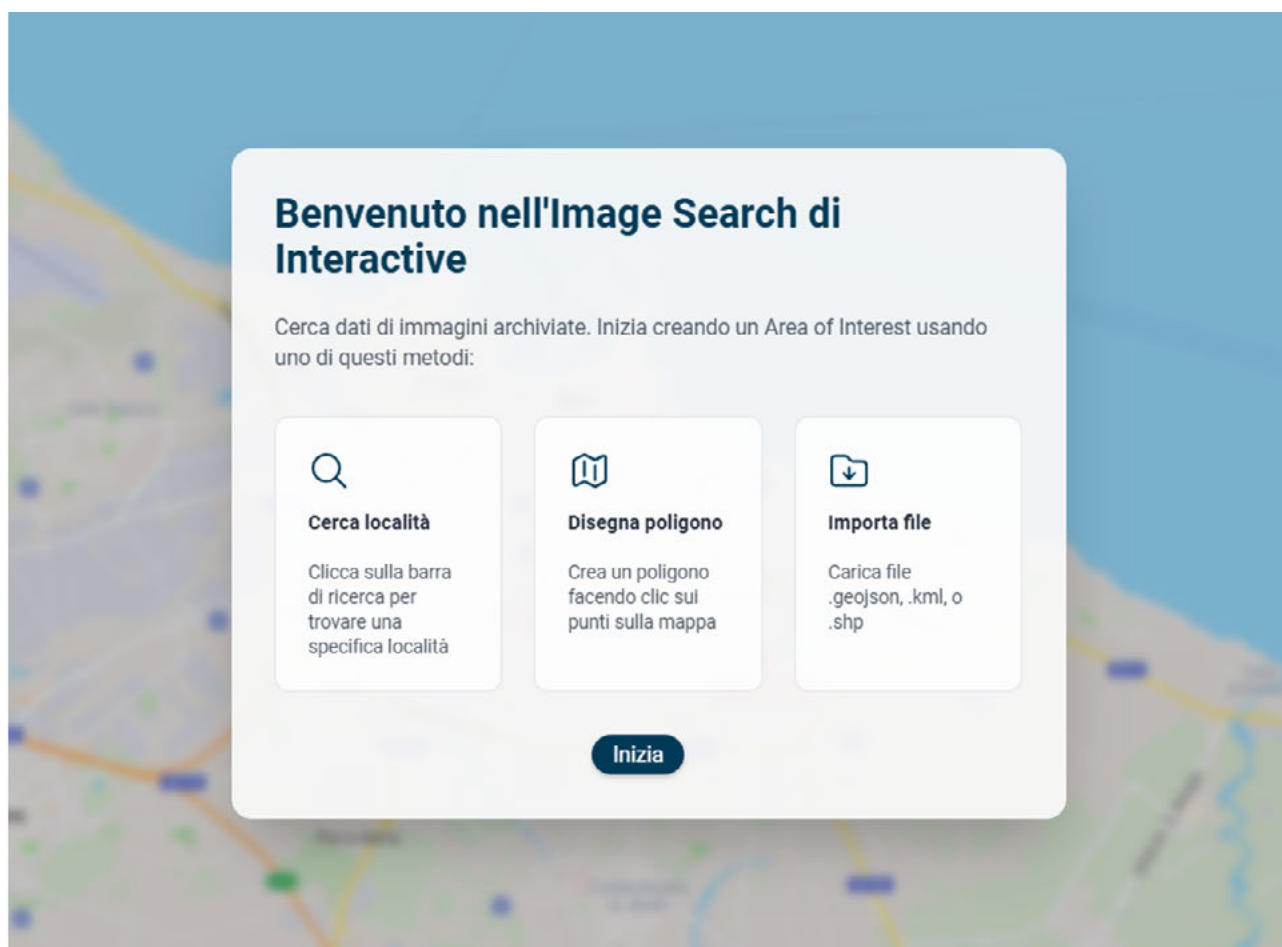 Benvenuto nell'Image Search di
Interactive
Cerca dati di immagini archiviate. Inizia creando un Area of Interest usando
uno di questi metodi:
Cerca località
Clicca sulla barra
di ricerca per
trovare una
specifica località
Disegna poligono
Crea un poligono
facendo clic sui
punti sulla mappa
Importa file
Carica file
.geojson, .kml, o
.shp
Inizia